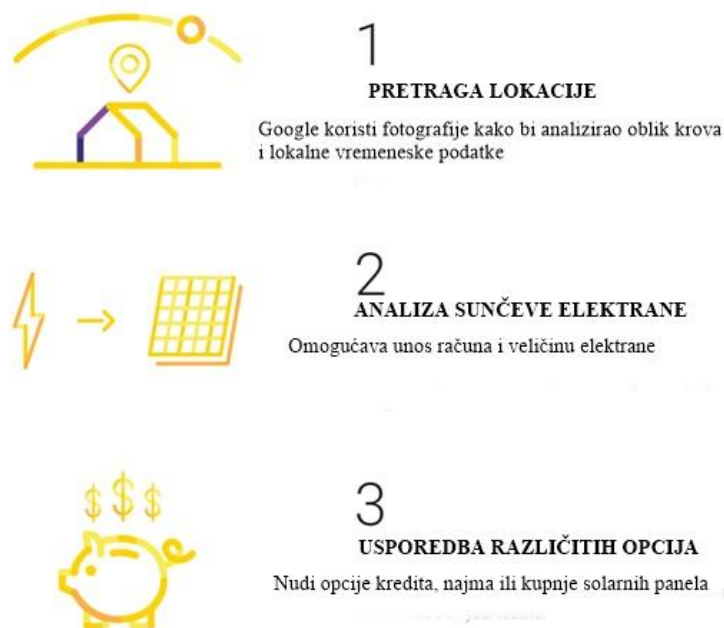 1
PRETRAGA LOKACIJE
Google koristi fotografije kako bi analizirao oblik krova
i lokalne vremeneske podatke
2
ANALIZA SUNČEVE ELEKTRANE
Omogućava unos računa i veličinu elektrane
3
USPOREDBA RAZLIČITIH OPCIJA
Nudi opcije kredita, najma ili kupnje solarnih panela